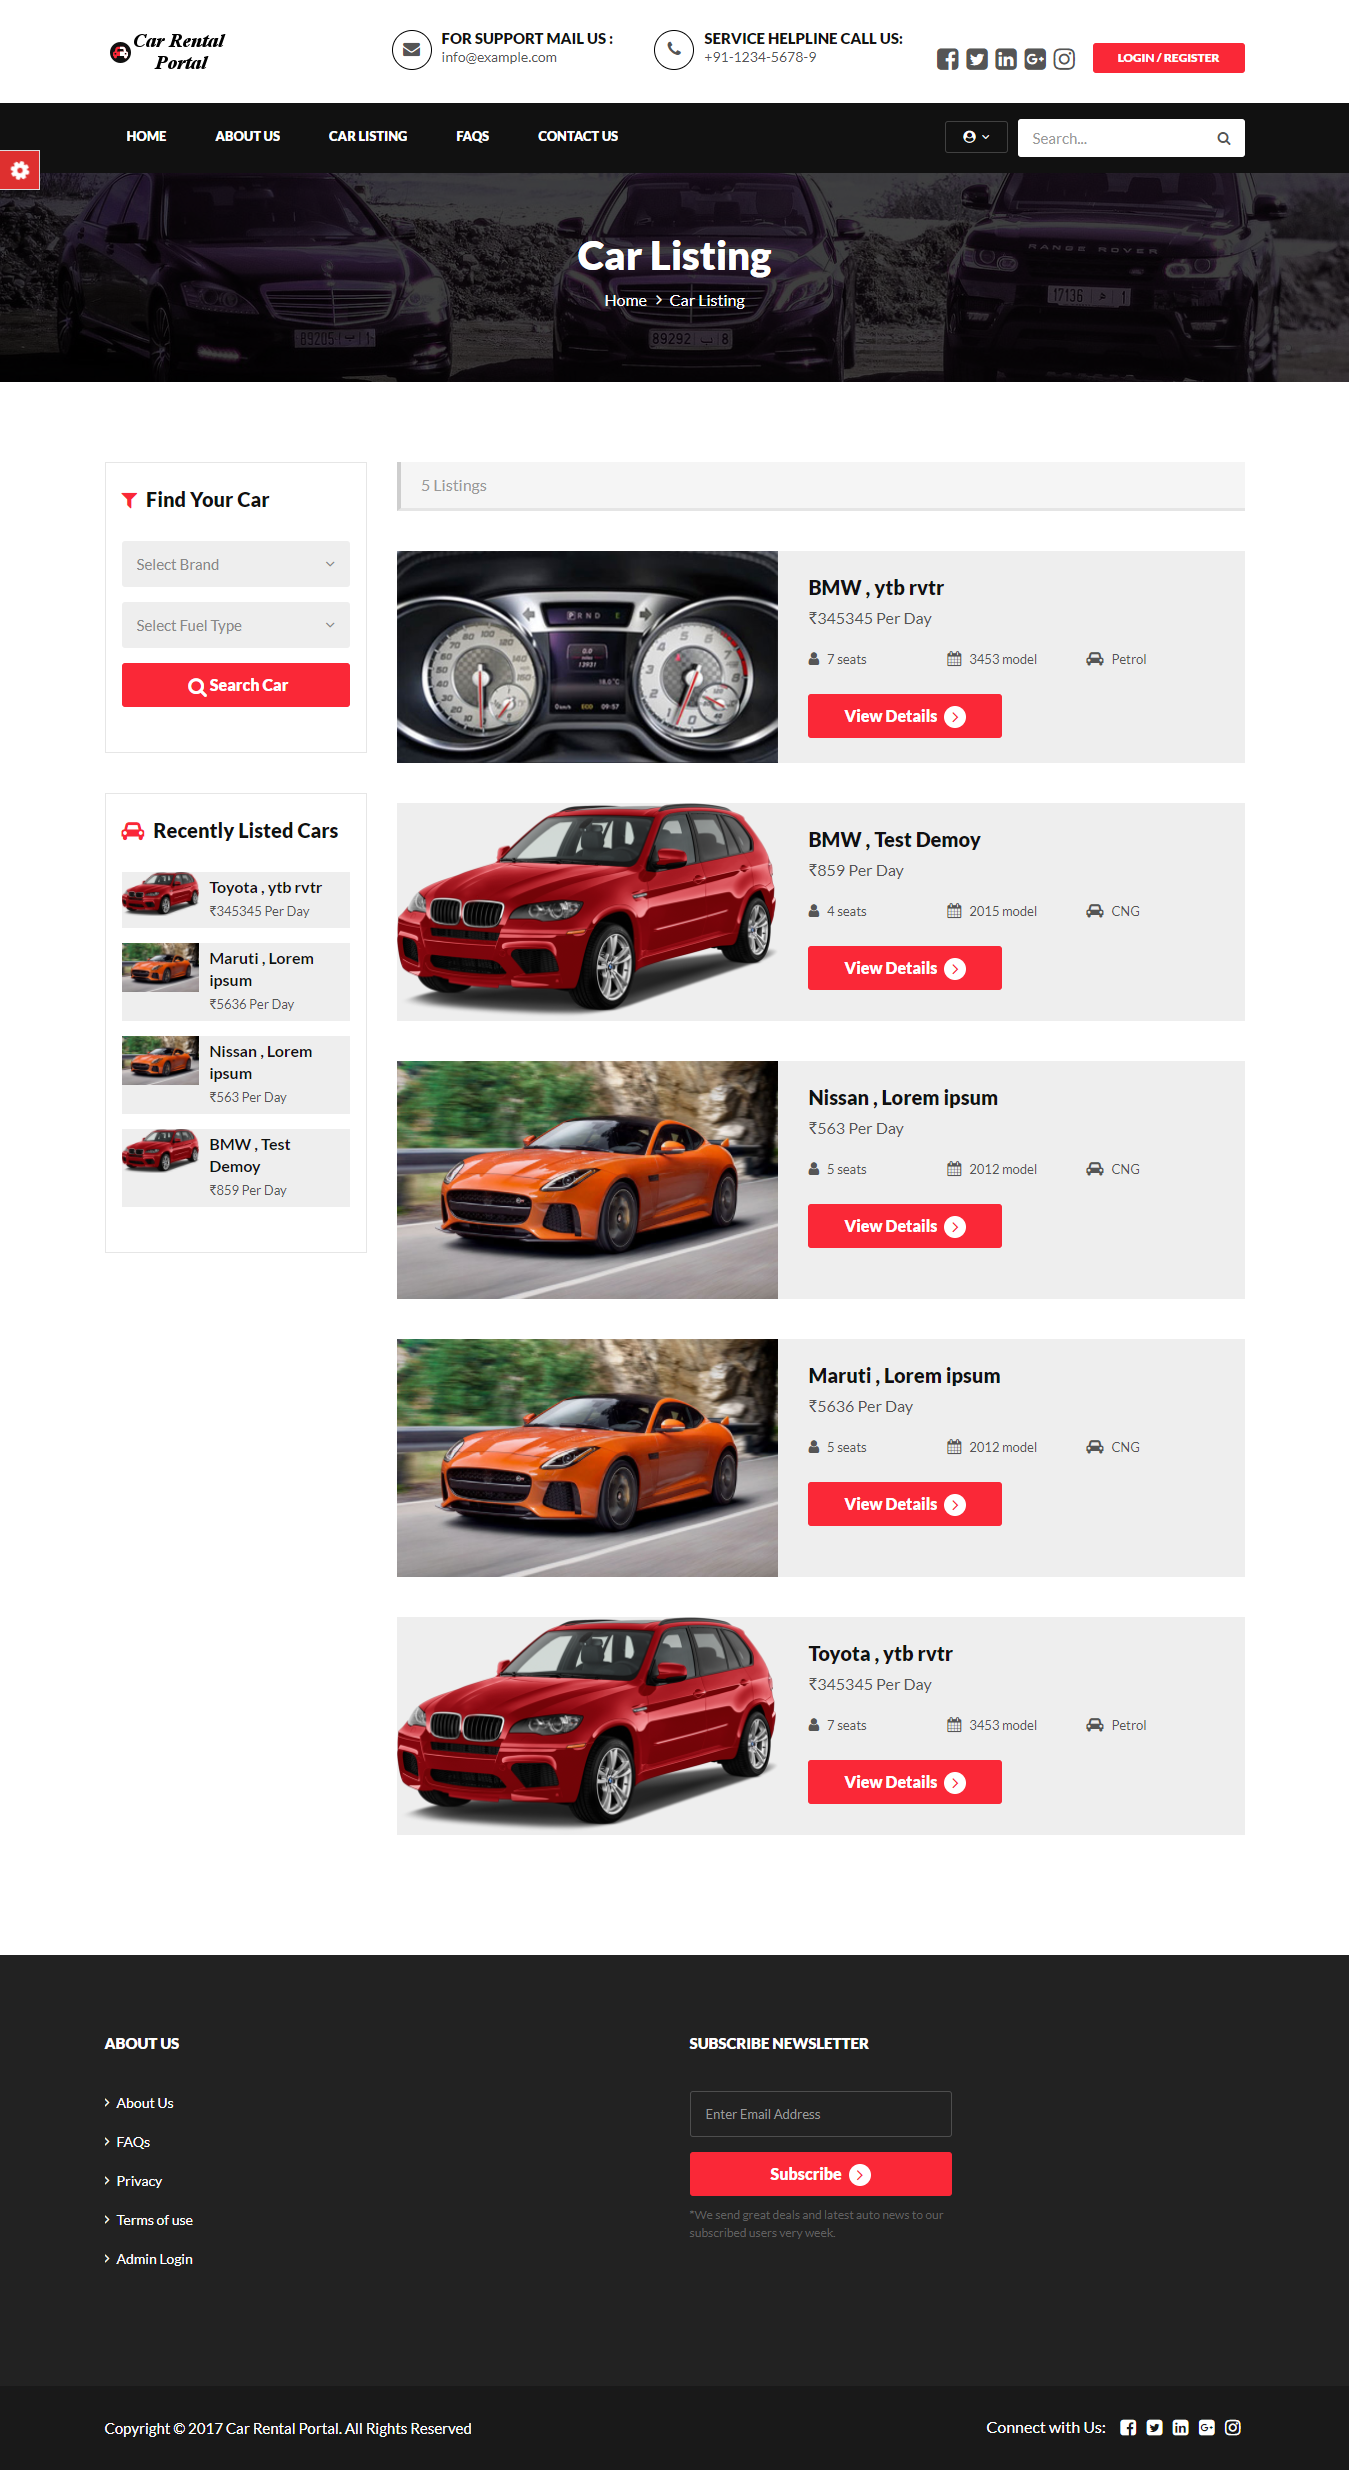 Car Rental
Portal
FOR SUPPORT MAIL US :
info@example.com
SERVICE HELPLINE CALL US:
+91-1234-5678-9
LOGIN / REGISTER
HOME
ABOUT US
CAR LISTING
FAQS
CONTACT US
Search...
Car Listing
Home
Car Listing
RANGE ROVER
5 Listings
Find Your Car
Select Brand
Select Fuel Type
Search Car
BMW , ytb rvtr
₹345345 Per Day
7 seats
3453 model
Petrol
View Details
Recently Listed Cars
Toyota , ytb rvtr
₹345345 Per Day
Maruti , Lorem
ipsum
₹5636 Per Day
Nissan , Lorem
ipsum
₹563 Per Day
BMW , Test
Demoy
₹859 Per Day
BMW , Test Demoy
₹859 Per Day
4 seats
2015 model
CNG
View Details
Nissan , Lorem ipsum
₹563 Per Day
5 seats
2012 model
CNG
View Details
Maruti , Lorem ipsum
₹5636 Per Day
5 seats
2012 model
CNG
View Details
Toyota , ytb rvtr
₹345345 Per Day
7 seats
3453 model
Petrol
View Details
ABOUT US
About Us
FAQs
Privacy
Terms of use
Admin Login
SUBSCRIBE NEWSLETTER
Enter Email Address
Subscribe
*We send great deals and latest auto news to our
subscribed users very week.
Copyright © 2017 Car Rental Portal. All Rights Reserved
Connect with Us: